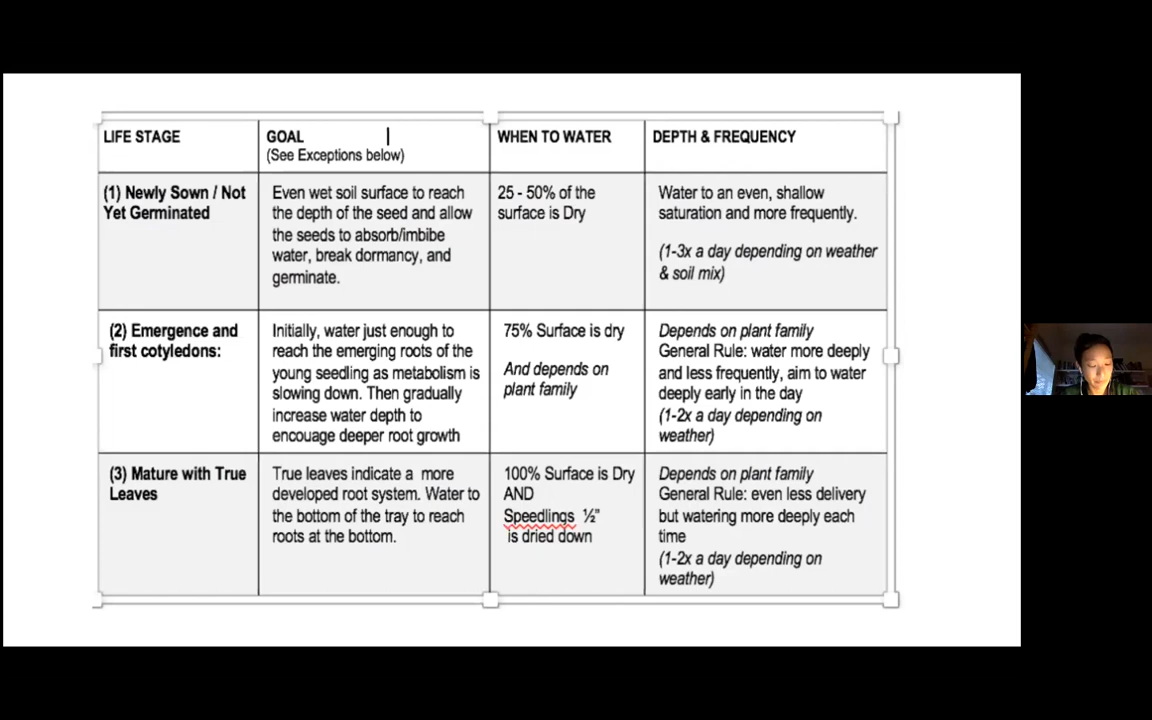 LIFE STAGE
GOAL
(See Exceptions below)
WHEN TO WATER
DEPTH & FREQUENCY
(1) Newly Sown / Not
Yet Germinated
Even wet soil surface to reach
the depth of the seed and allow
the seeds to absorb/imbibe
water, break dormancy, and
germinate.
25 - 50% of the
surface is Dry
Water to an even, shallow
saturation and more frequently.
(1-3x a day depending on weather
& soil mix)
(2) Emergence and
first cotyledons:
Initially, water just enough to
reach the emerging roots of the
young seedling as metabolism is
slowing down. Then gradually
increase water depth to
encouage deeper root growth
75% Surface is dry
And depends on
plant family
Depends on plant family
General Rule: water more deeply
and less frequently, aim to water
deeply early in the day
(1-2x a day depending on
weather)
(3) Mature with True
Leaves
True leaves indicate a more
developed root system. Water to
the bottom of the tray to reach
roots at the bottom.
100% Surface is Dry
AND
Speedlings ½"
is dried down
Depends on plant family
General Rule: even less delivery
but watering more deeply each
time
(1-2x a day depending on
weather)